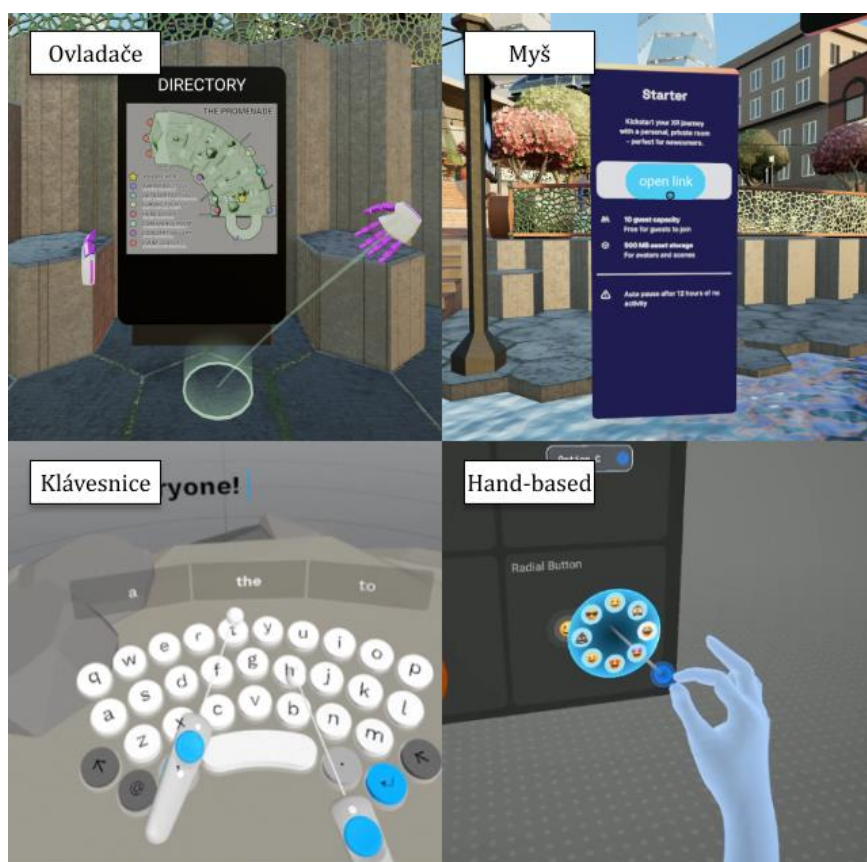 Ovladače
DIRECTORY
THE PROMENADE
Myš
Starter
Kickstart your XR journey
with a personal, private room
– perfect for newcomers.
open link
10 guest capacity
Free for guests to join
500 MB asset storage
For avatars and scenes
Auto pause after 12 hours of no
activity
Klávesnice
ryone!
a the to
q w e r t y u i o p
a s d f g h j k l
z x c v b n m
@
Hand-based
Option C
Radial Button